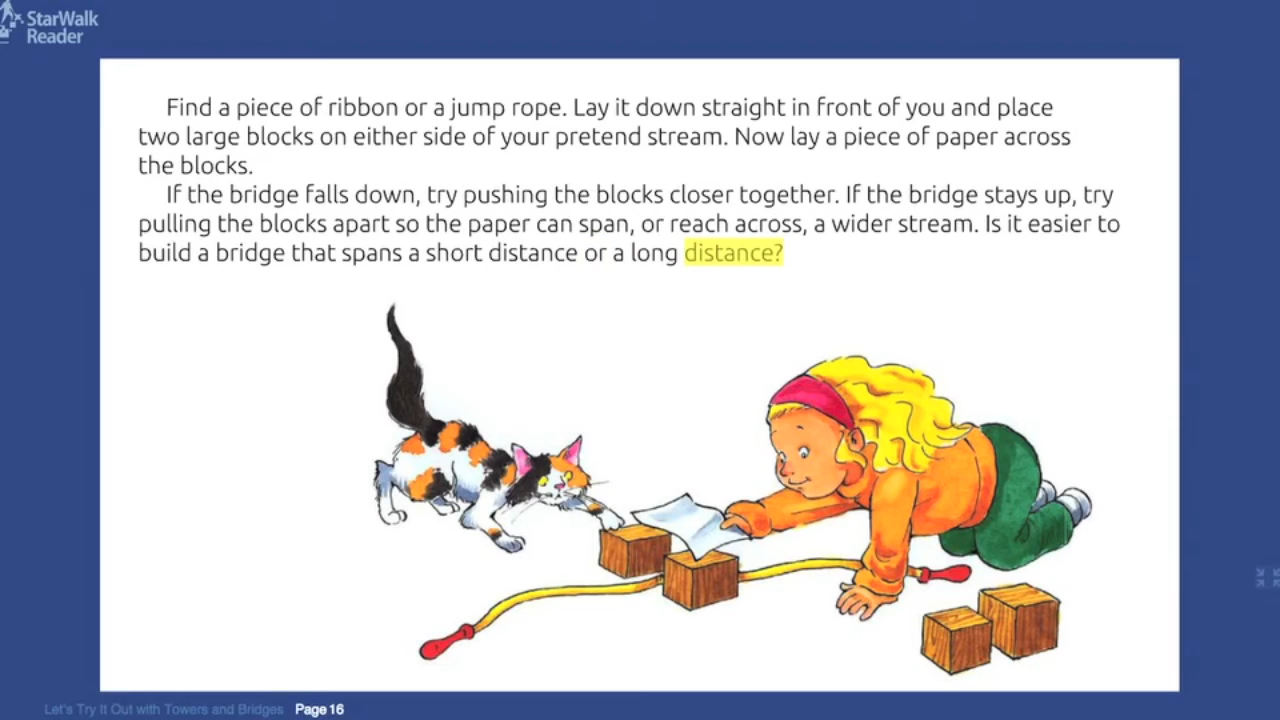 StarWalk
Reader
Find a piece of ribbon or a jump rope. Lay it down straight in front of you and place
two large blocks on either side of your pretend stream. Now lay a piece of paper across
the blocks.
If the bridge falls down, try pushing the blocks closer together. If the bridge stays up, try
pulling the blocks apart so the paper can span, or reach across, a wider stream. Is it easier to
build a bridge that spans a short distance or a long distance?
Let's Try It Out with Towers and Bridges Page 16